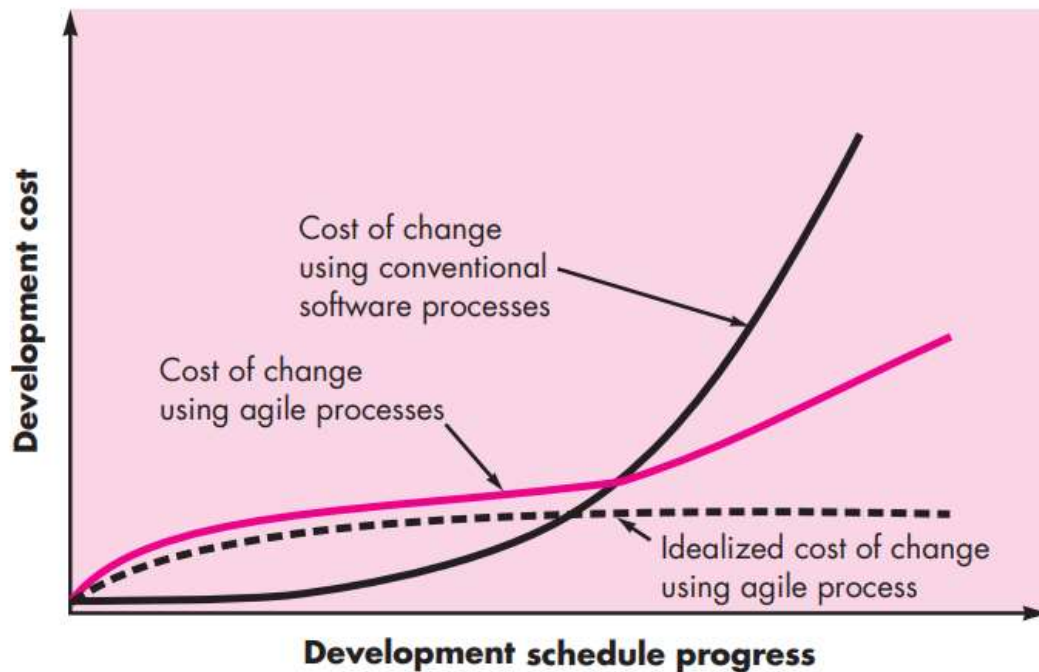 Development cost
Cost of change
using conventional
software processes
Cost of change
using agile processes
Idealized cost of change
using agile process
Development schedule progress